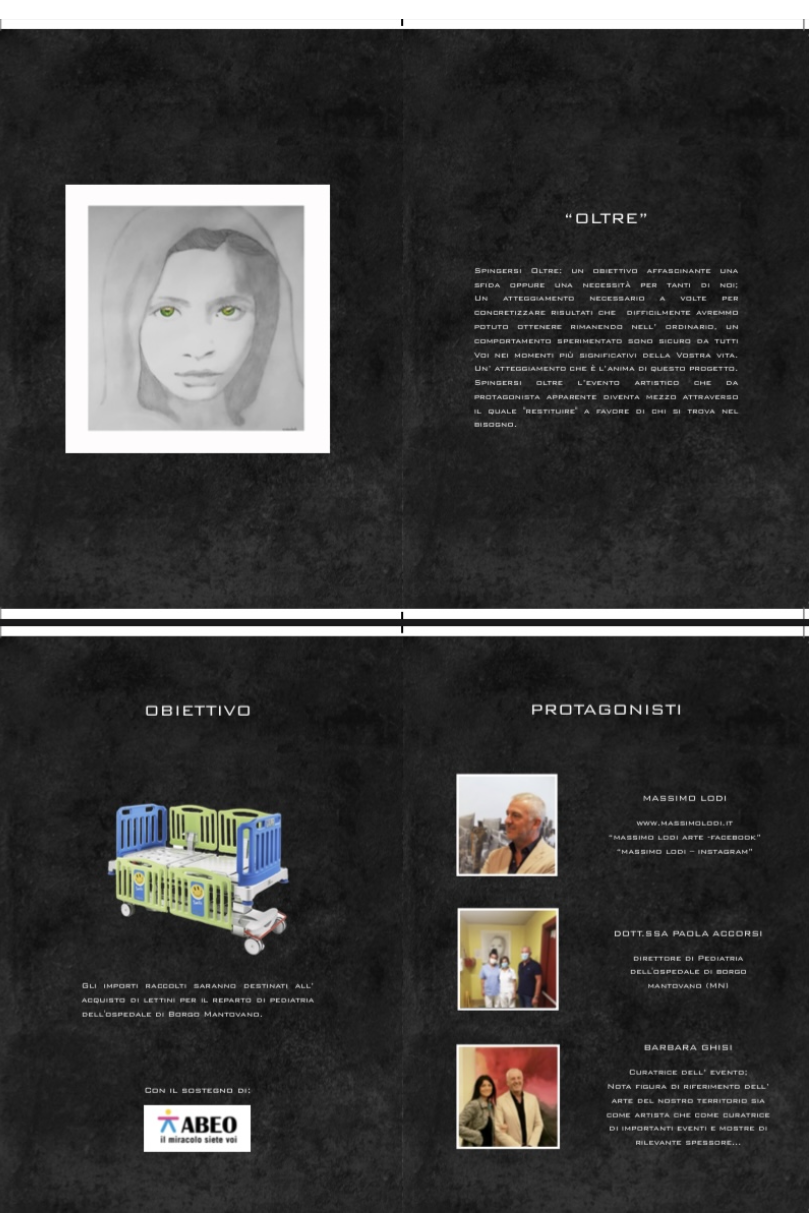 “OLTRE”
Spingersi Oltre: un obiettivo affascinante una
sfida oppure una necessità per tanti di noi;
Un atteggiamento necessario a volte per
concretizzare risultati che difficilmente avremmo
potuto ottenere rimanendo nell' ordinario, un
comportamento sperimentato sono sicuro da tutti
Voi nei momenti più significativi della Vostra vita.
Un' atteggiamento che è l'anima di questo progetto.
Spingersi oltre l'evento artistico che da
protagonista apparente diventa mezzo attraverso
il quale 'restituire' a favore di chi si trova nel
bisogno.
OBIETTIVO
Gli importi raccolti saranno destinati all'
acquisto di lettini per il reparto di pediatria
dell'ospedale di Borgo Mantovano.
Con il sostegno di:
ABEO
il miracolo siete voi
PROTAGONISTI
MASSIMO LODI
www.massimolodi.it
“Massimo Lodi Arte -Facebook”
“Massimo Lodi – Instagram”
DOTT.SSA PAOLA ACCORSI
direttore di Pediatria
dell'ospedale di borgo
mantovano (MN)
BARBARA GHISI
Curatrice dell' evento;
Nota figura di riferimento dell'
arte del nostro territorio sia
come artista che come curatrice
di importanti eventi e mostre di
rilevante spessore...